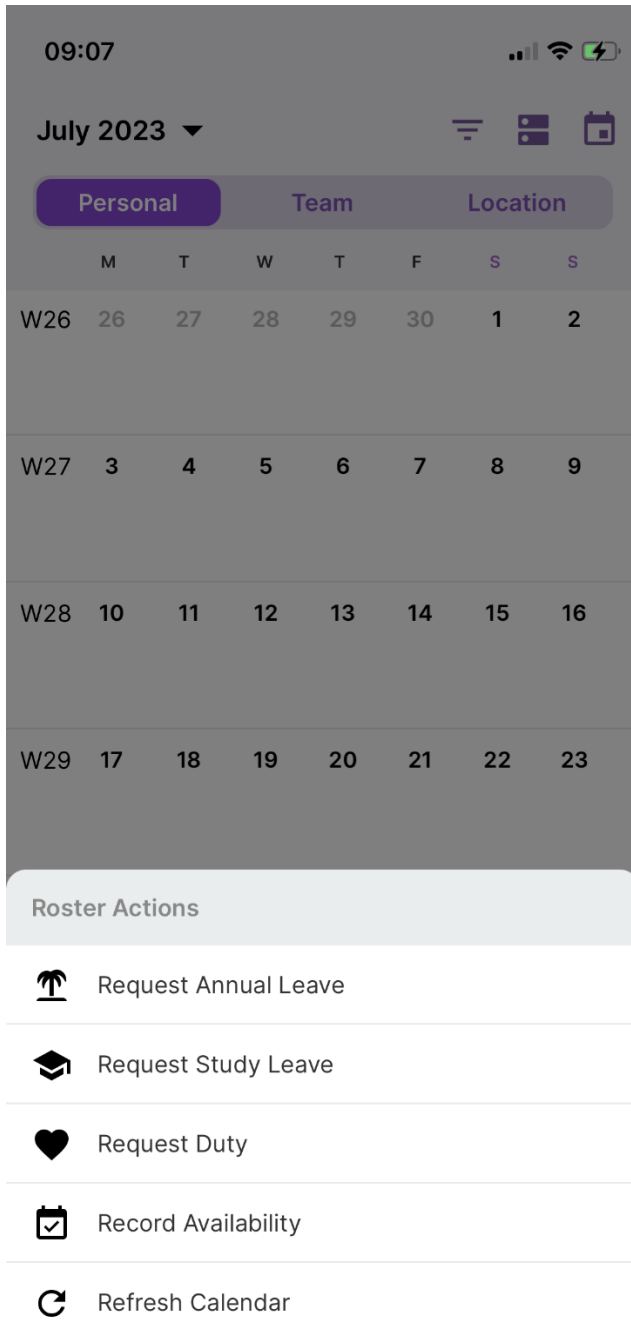 09:07
July 2023
Personal Team Location
M T W T F S S
W26 26 27 28 29 30 1 2
W27 3 4 5 6 7 8 9
W28 10 11 12 13 14 15 16
W29 17 18 19 20 21 22 23
Roster Actions
Request Annual Leave
Request Study Leave
Request Duty
Record Availability
Refresh Calendar